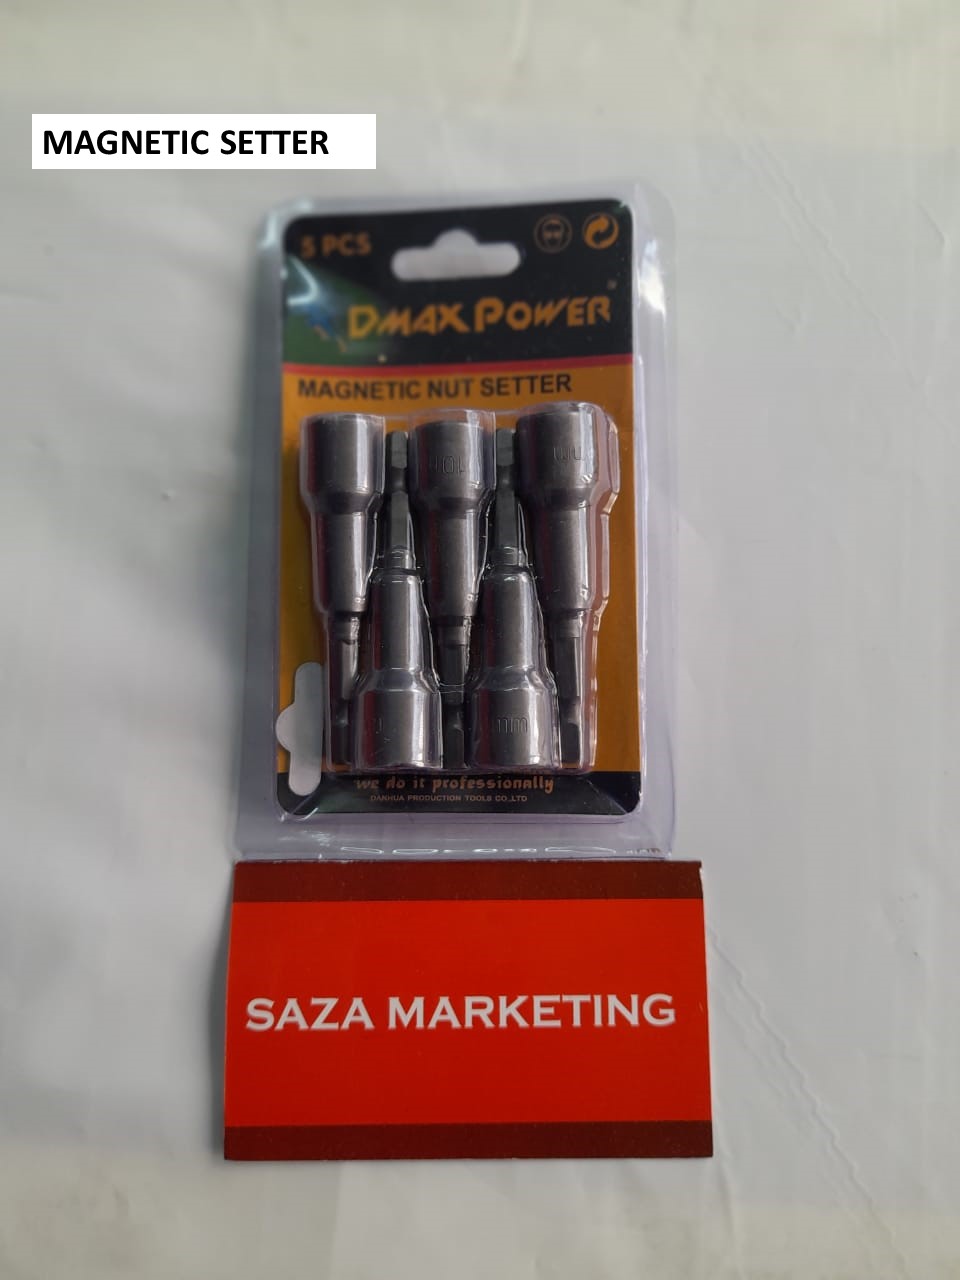 MAGNETIC SETTER
5 PCS
DMAX POWER
MAGNETIC NUT SETTER
we do it professionally
DANHUA PRODUCTION TOOLS CO.,LTD
SAZA MARKETING